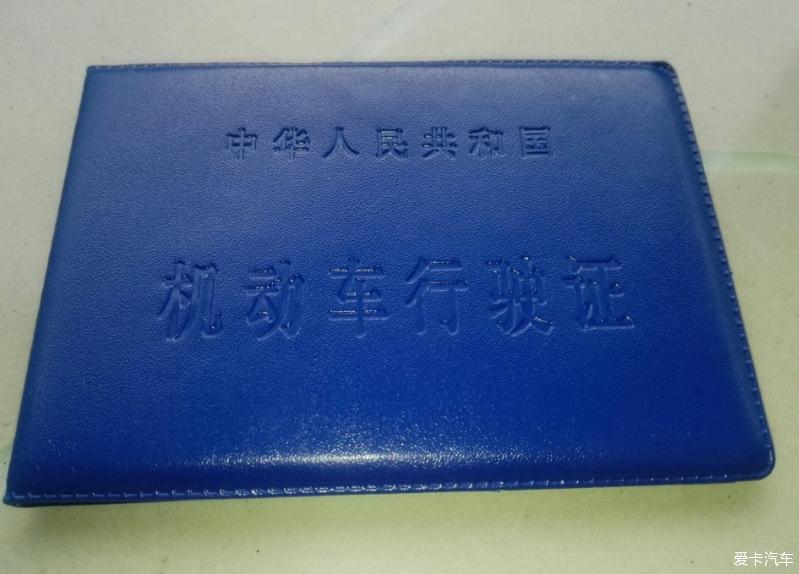 中华人民共和国
机动车行驶证
爱卡汽车